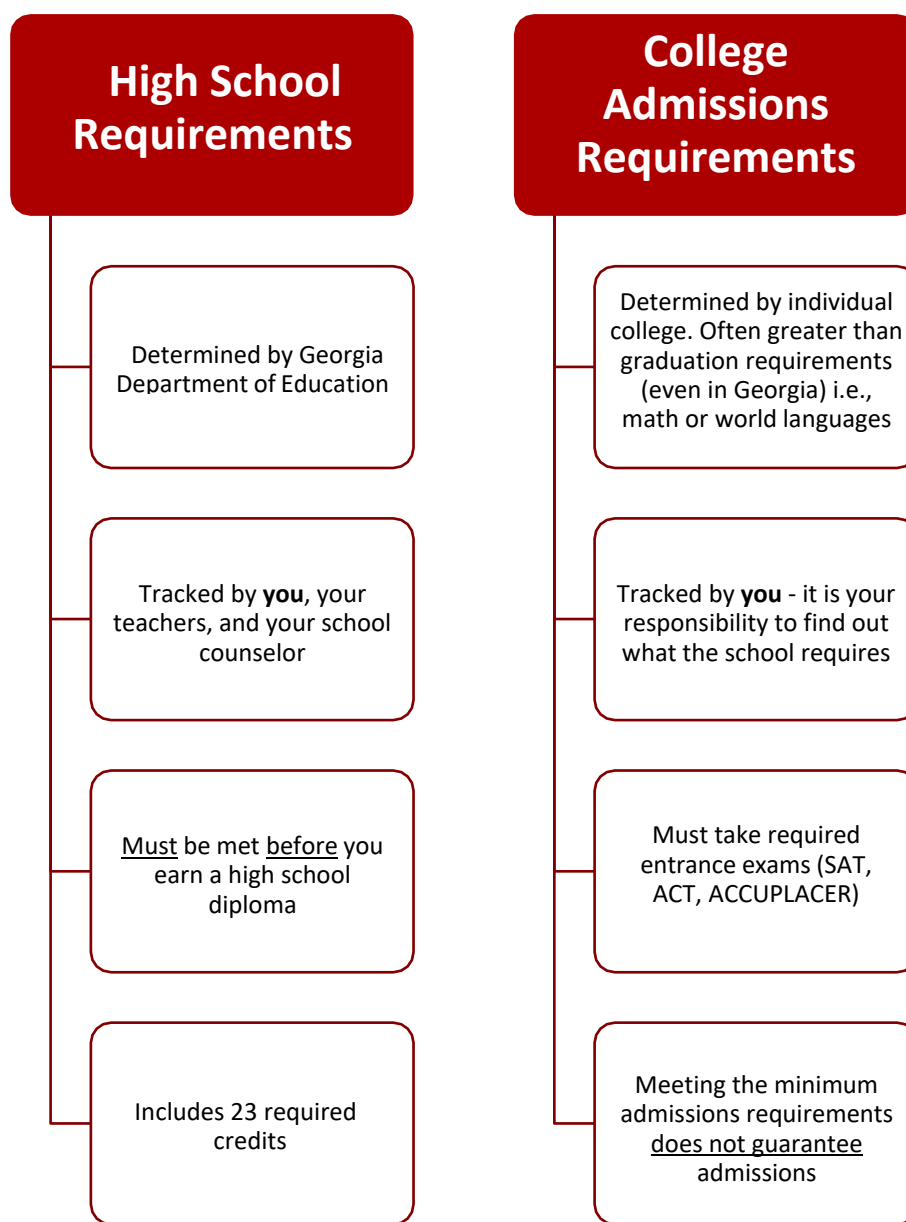 High School
Requirements
Determined by Georgia
Department of Education
Tracked by you, your
teachers, and your school
counselor
Must be met before you
earn a high school
diploma
Includes 23 required
credits
College
Admissions
Requirements
Determined by individual
college. Often greater than
graduation requirements
(even in Georgia) i.e.,
math or world languages
Tracked by you - it is your
responsibility to find out
what the school requires
Must take required
entrance exams (SAT,
ACT, ACCUPLACER)
Meeting the minimum
admissions requirements
does not guarantee
admissions